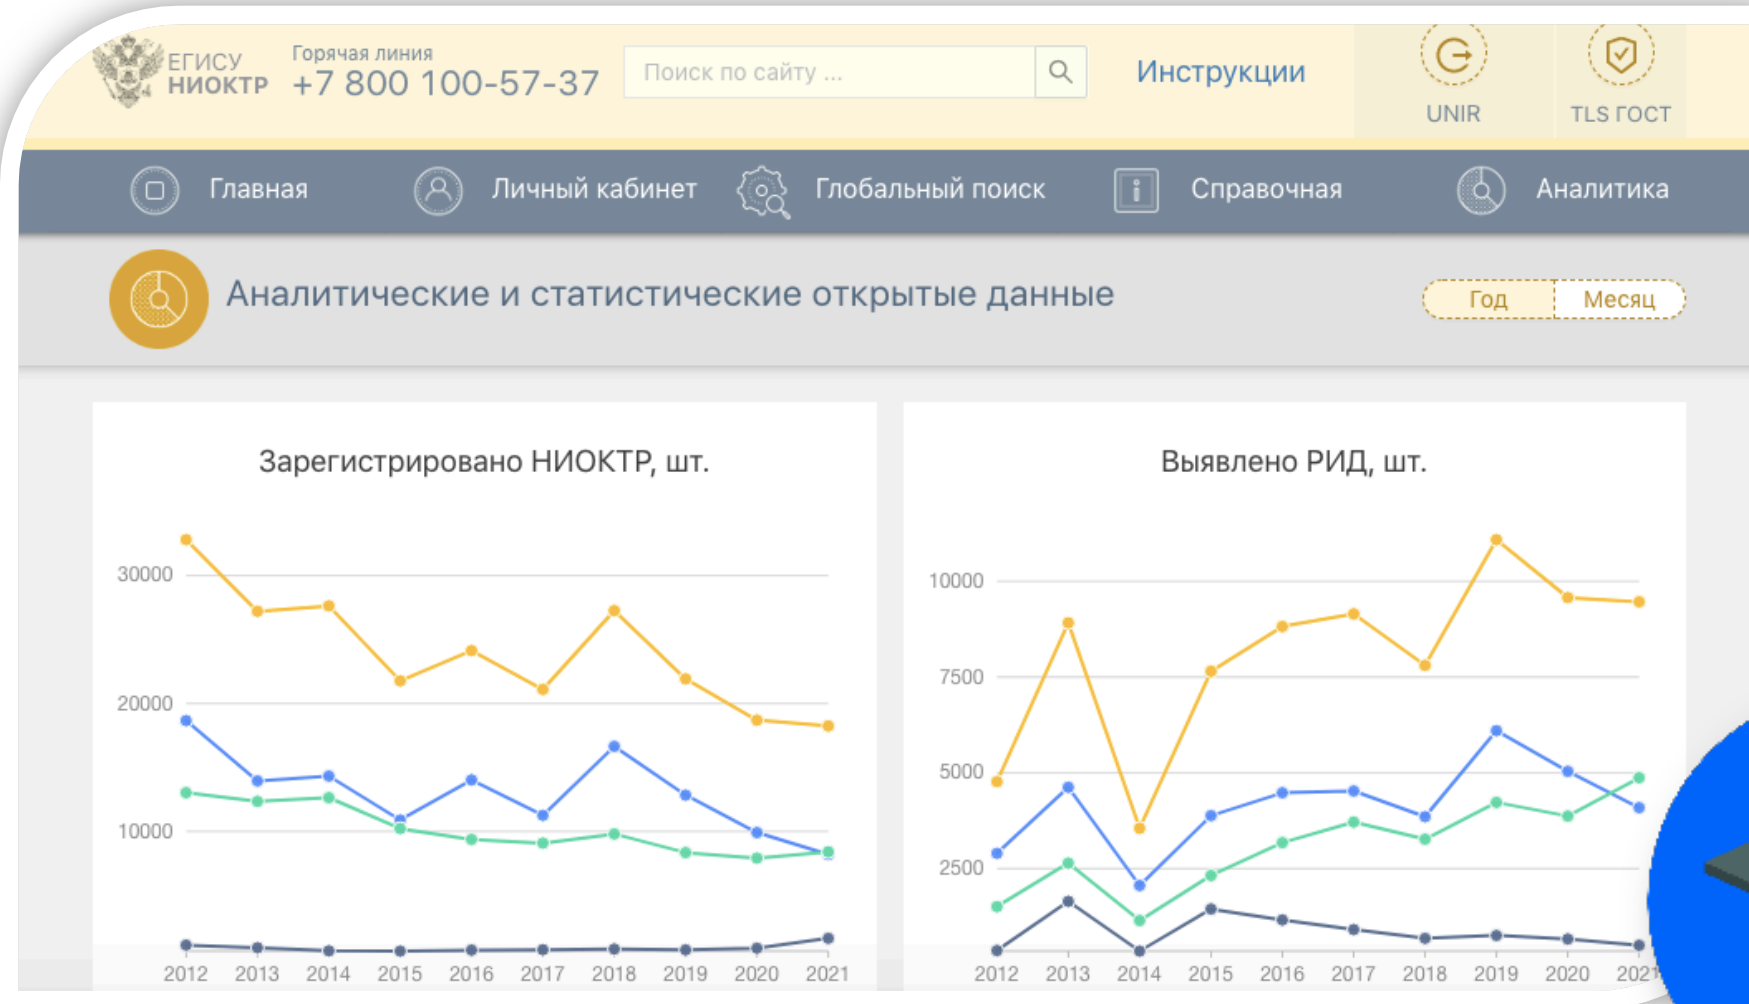 ЕГИСУ
НИОКТР
Горячая линия
+7 800 100-57-37
Поиск по сайту ...
Инструкции
UNIR
TLS ГОСТ
Главная
Личный кабинет
Глобальный поиск
Справочная
Аналитика
Аналитические и статистические открытые данные
Год
Месяц
Зарегистрировано НИОКТР, шт.
30000
20000
10000
2012 2013 2014 2015 2016 2017 2018 2019 2020 2021
Выявлено РИД, шт.
10000
7500
5000
2500
2012 2013 2014 2015 2016 2017 2018 2019 2020 2021